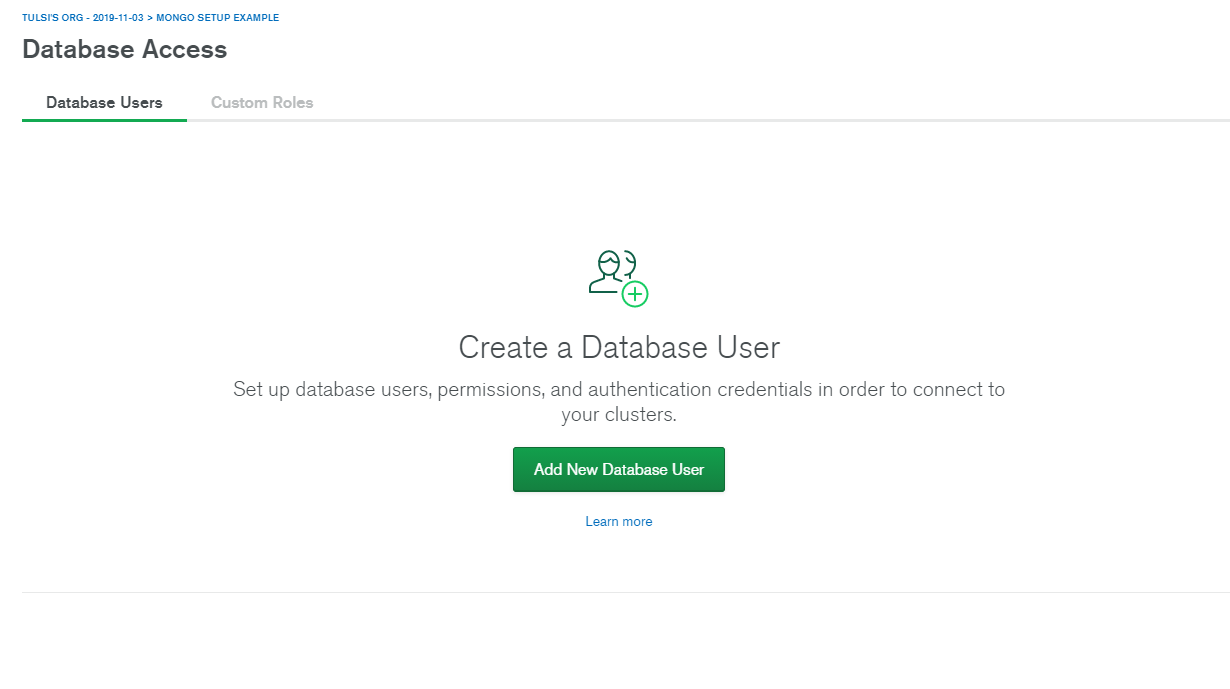 TULSI'S ORG - 2019-11-03 > MONGO SETUP EXAMPLE
Database Access
Database Users Custom Roles
Create a Database User
Set up database users, permissions, and authentication credentials in order to connect to
your clusters.
Add New Database User
Learn more